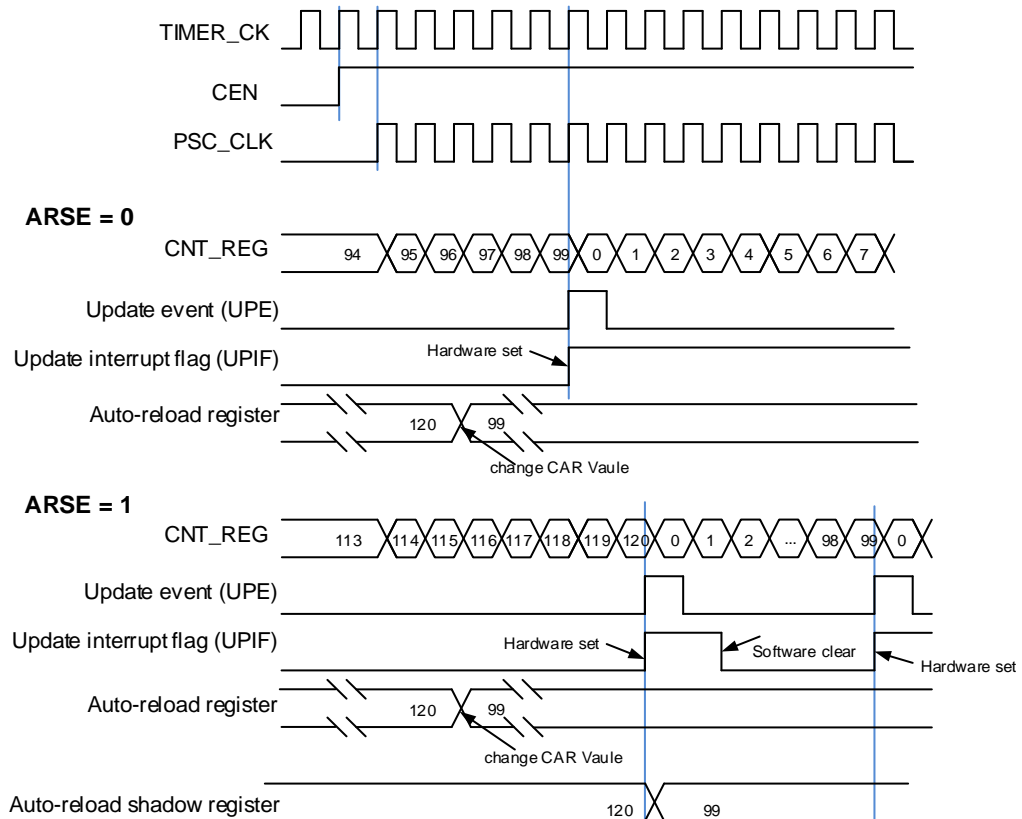 TIMER_CK
CEN
PSC_CLK
ARSE = 0
CNT_REG 94 95 96 97 98 99 0 1 2 3 4 5 6 7
Update event (UPE)
Update interrupt flag (UPIF) Hardware set
Auto-reload register 120 99
change CAR Vaule
ARSE = 1
CNT_REG 113 114 115 116 117 118 119 120 0 1 2 ... 98 99 0
Update event (UPE)
Update interrupt flag (UPIF) Hardware set Software clear Hardware set
Auto-reload register 120 99
change CAR Vaule
Auto-reload shadow register 120 99